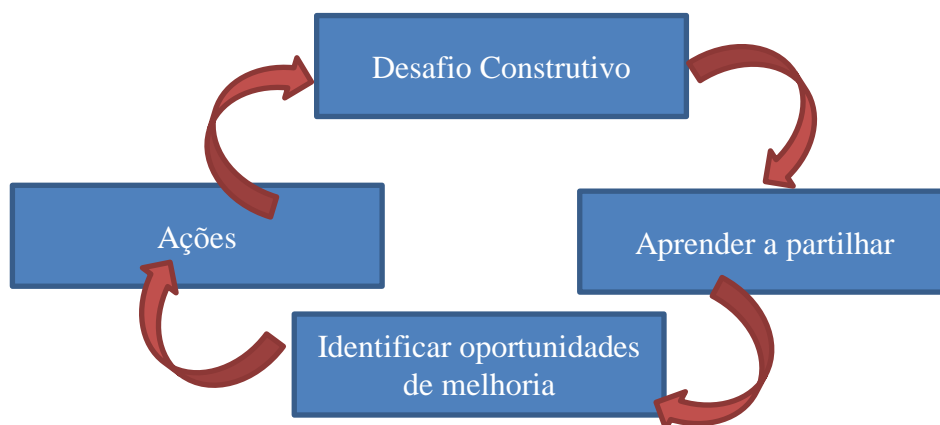 Desafio Construtivo
Ações
Aprender a partilhar
Identificar oportunidades
de melhoria